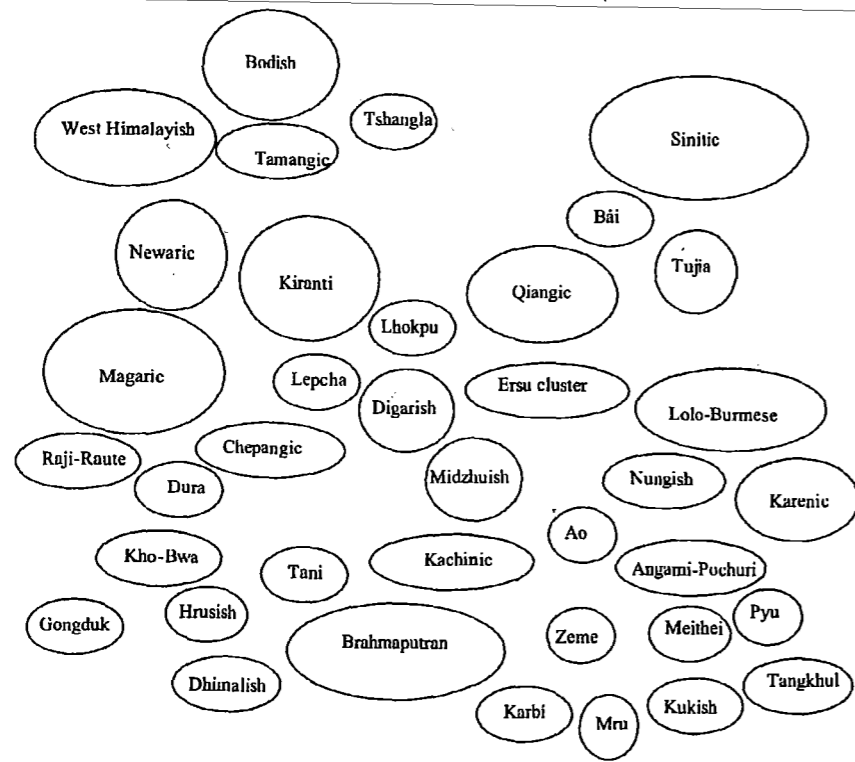 Bodish
West Himalayish
Tshangla
Tamangic
Sinitic
Bái
Newaric
Kiranti
Qiangic
Tujia
Lhokpu
Magaric
Lepcha
Digarish
Ersu cluster
Lolo-Burmese
Raji-Raute
Chepangic
Dura
Midzhuish
Nungish
Karenic
Kho-Bwa
Tani
Kachinic
Ao
Angami-Pochuri
Gongduk
Hrusish
Brahmaputran
Zeme
Meithei
Pyu
Dhimalish
Karbi
Mru
Kukish
Tangkhul